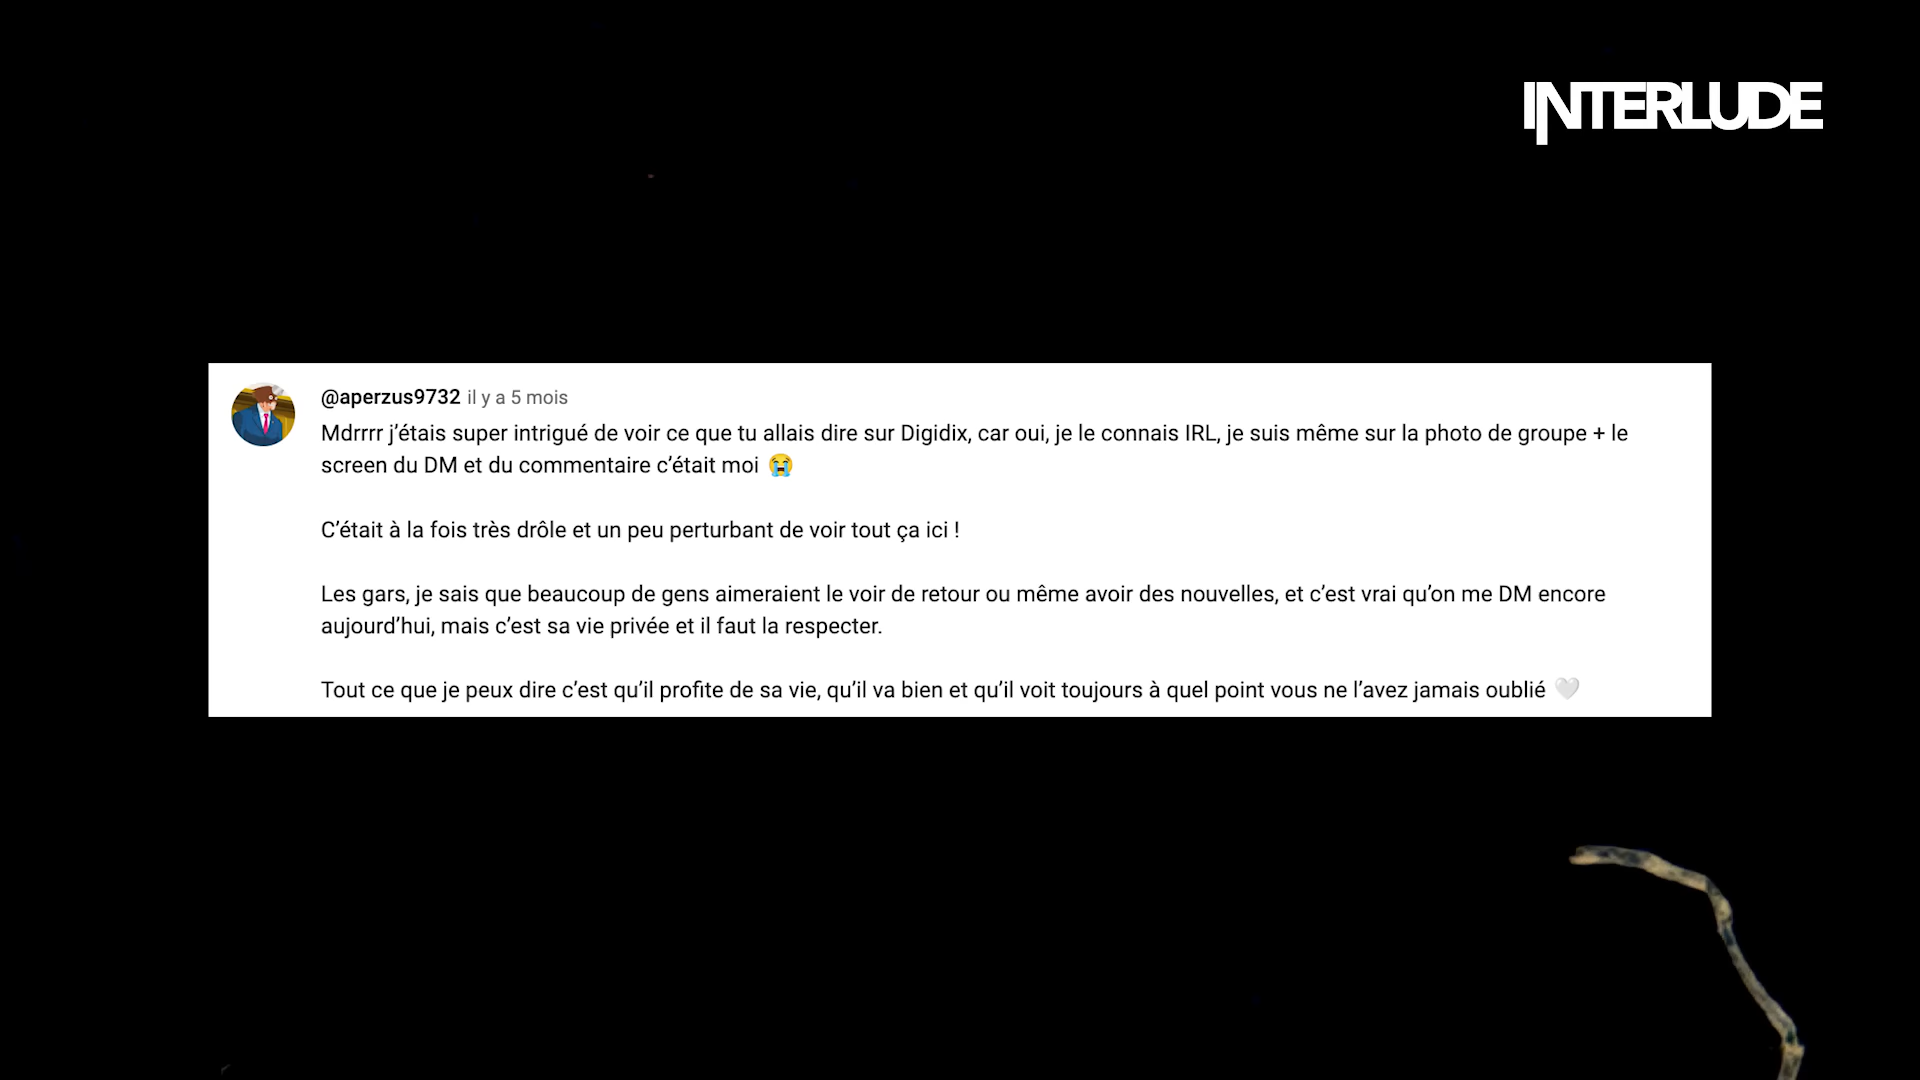 INTERLUDE
@aperzus9732 il y a 5 mois
Mdrrrr j’étais super intrigué de voir ce que tu allais dire sur Digidix, car oui, je le connais IRL, je suis même sur la photo de groupe + le
screen du DM et du commentaire c’était moi 😭
C’était à la fois très drôle et un peu perturbant de voir tout ça ici !
Les gars, je sais que beaucoup de gens aimeraient le voir de retour ou même avoir des nouvelles, et c’est vrai qu’on me DM encore
aujourd’hui, mais c’est sa vie privée et il faut la respecter.
Tout ce que je peux dire c’est qu’il profite de sa vie, qu’il va bien et qu’il voit toujours à quel point vous ne l’avez jamais oublié 🤍